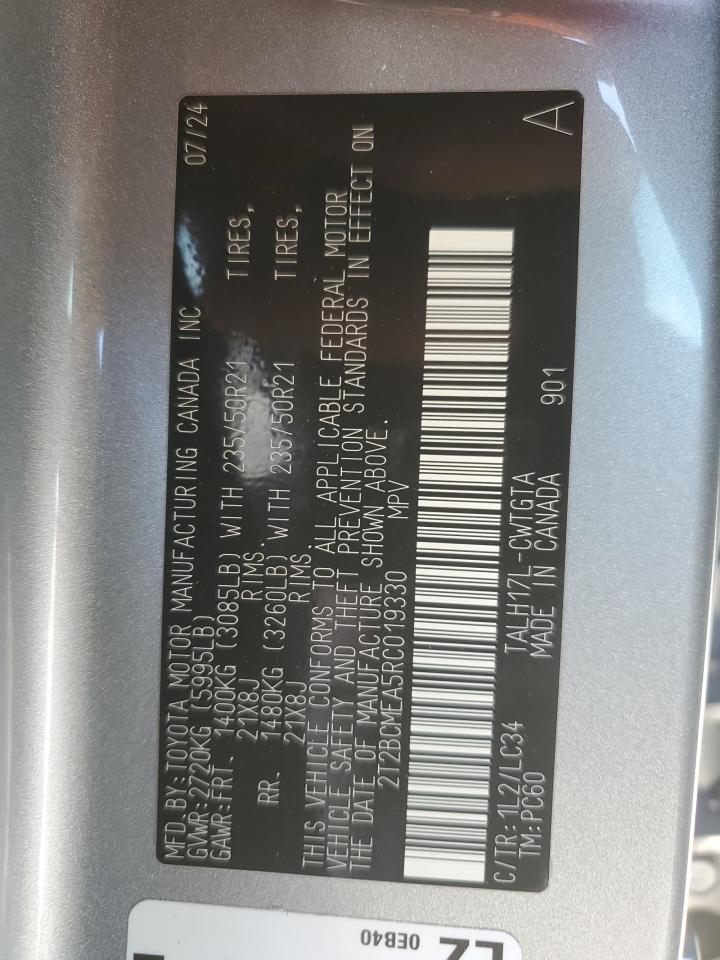 MFD.BY:TOYOTA MOTOR MANUFACTURING CANADA INC 07/24
GVWR:2720KG (5995LB)
GAWR:FRT. 1400KG (3085LB) WITH 235/50R21 TIRES,
21X8J RIMS.
RR. 1480KG (3260LB) WITH 235/50R21 TIRES,
21X8J RIMS.
THIS VEHICLE CONFORMS TO ALL APPLICABLE FEDERAL MOTOR
VEHICLE SAFETY AND THEFT PREVENTION STANDARDS IN EFFECT ON
THE DATE OF MANUFACTURE SHOWN ABOVE.
2T2BCMEA5RC019330 MPV
C/TR:1L2/LC34 TALH17L-CWTGTA
TM:PC60 MADE IN CANADA 901 A
0EB40